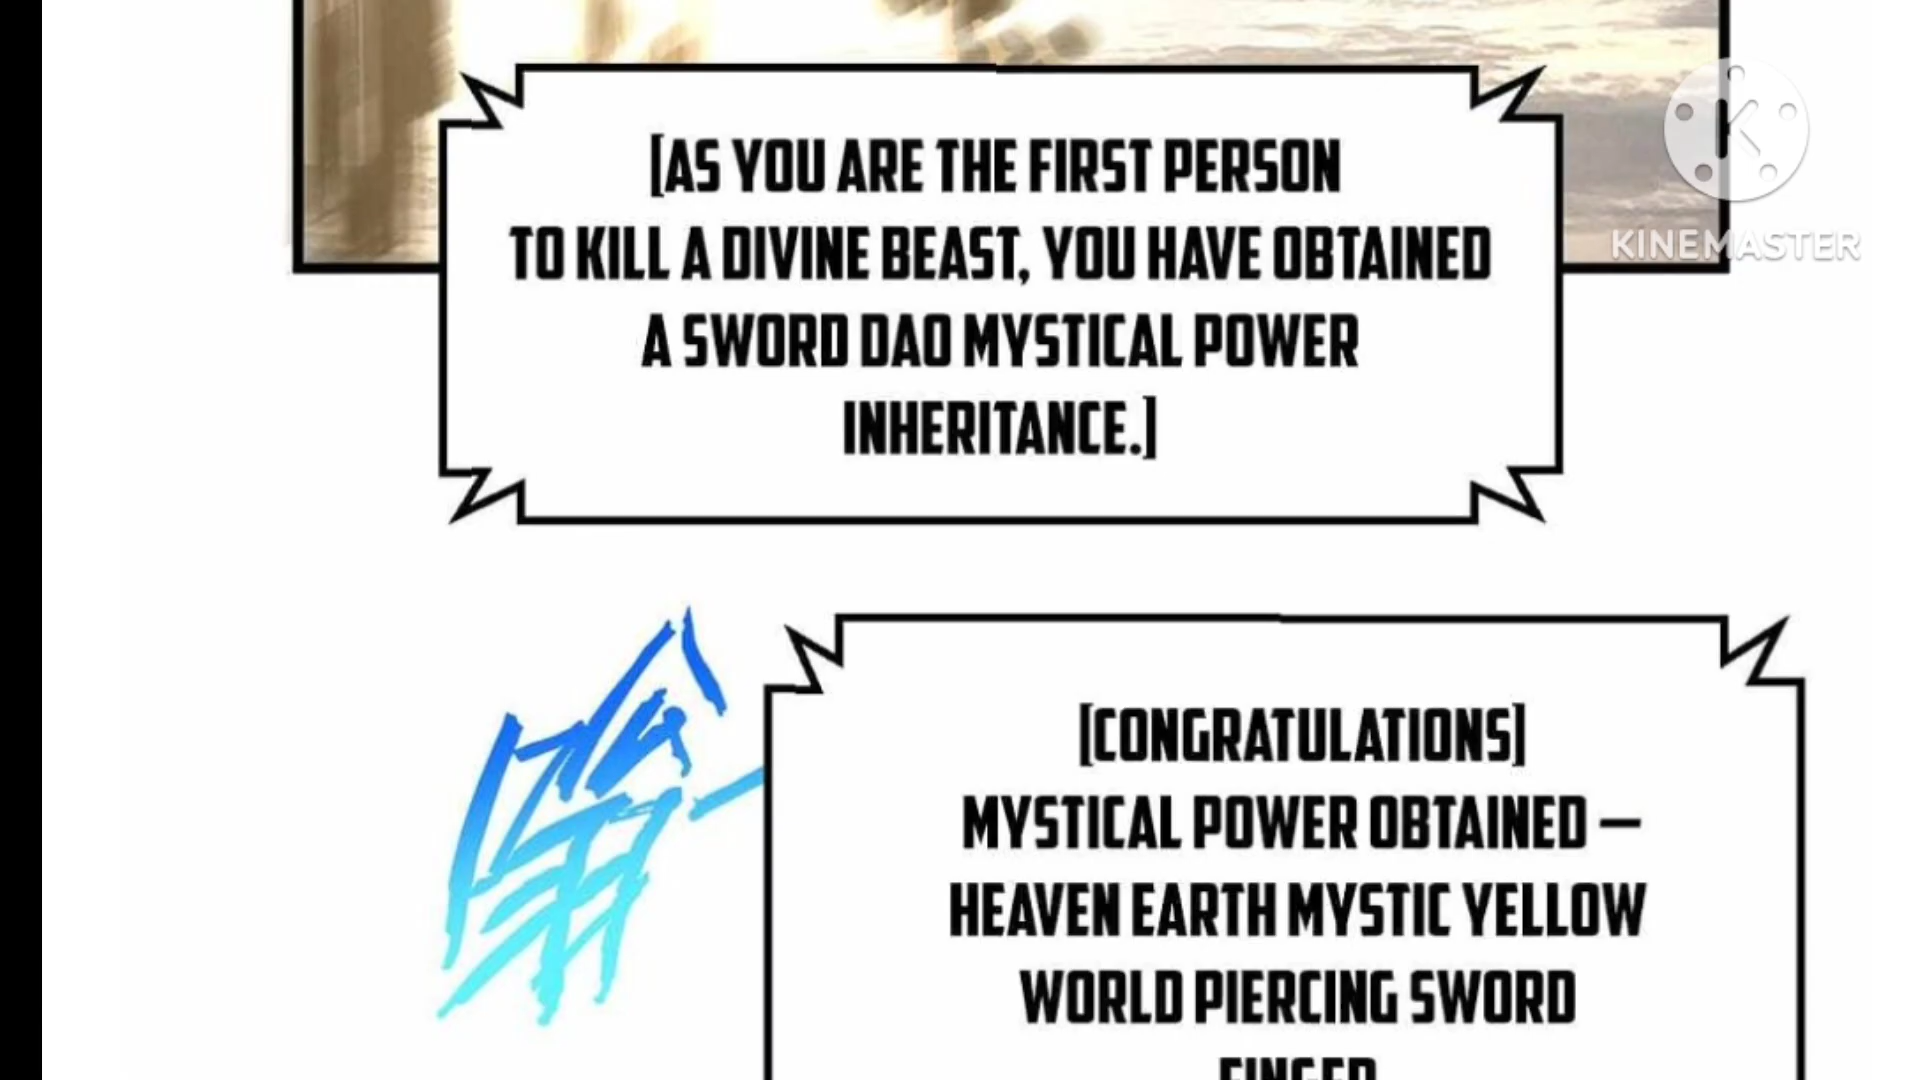 [AS YOU ARE THE FIRST PERSON
TO KILL A DIVINE BEAST, YOU HAVE OBTAINED
A SWORD DAO MYSTICAL POWER
INHERITANCE.]
KINEMASTER
[CONGRATULATIONS]
MYSTICAL POWER OBTAINED —
HEAVEN EARTH MYSTIC YELLOW
WORLD PIERCING SWORD
FINGER